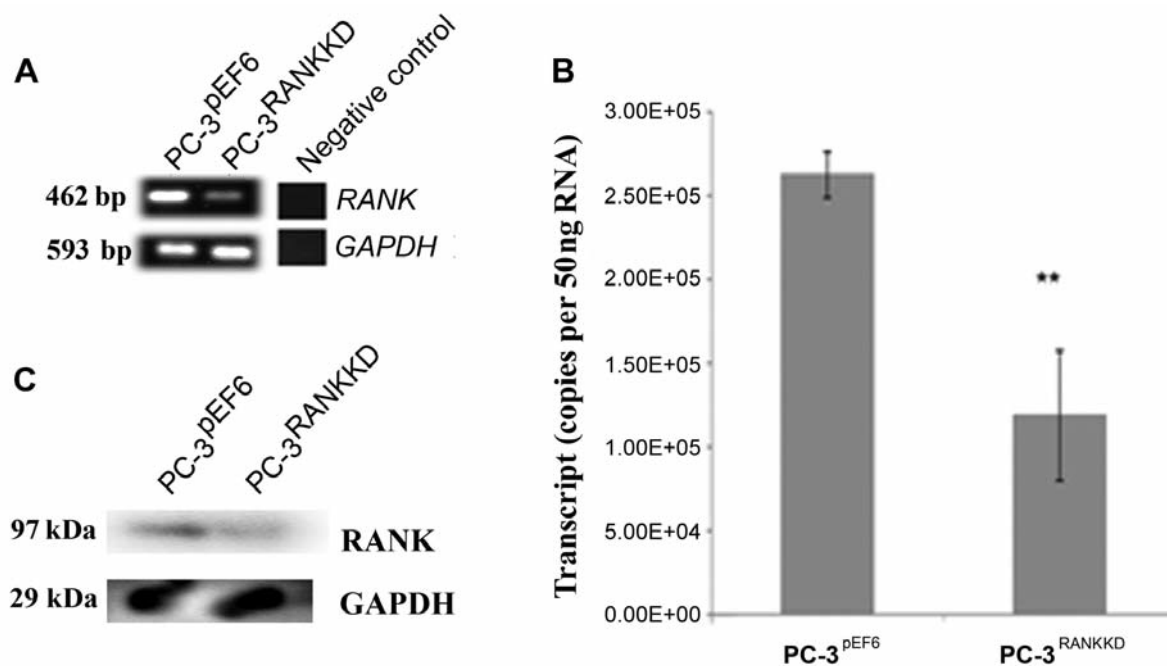 A
PC-3pEF6
PC-3RANKKD
Negative control
462 bp
RANK
593 bp
GAPDH
C
PC-3pEF6
PC-3RANKKD
97 kDa
RANK
29 kDa
GAPDH
B
Transcript (copies per 50 ng RNA)
3.00E+05
2.50E+05
2.00E+05
1.50E+05
1.00E+05
5.00E+04
0.00E+00
**
PC-3pEF6
PC-3RANKKD